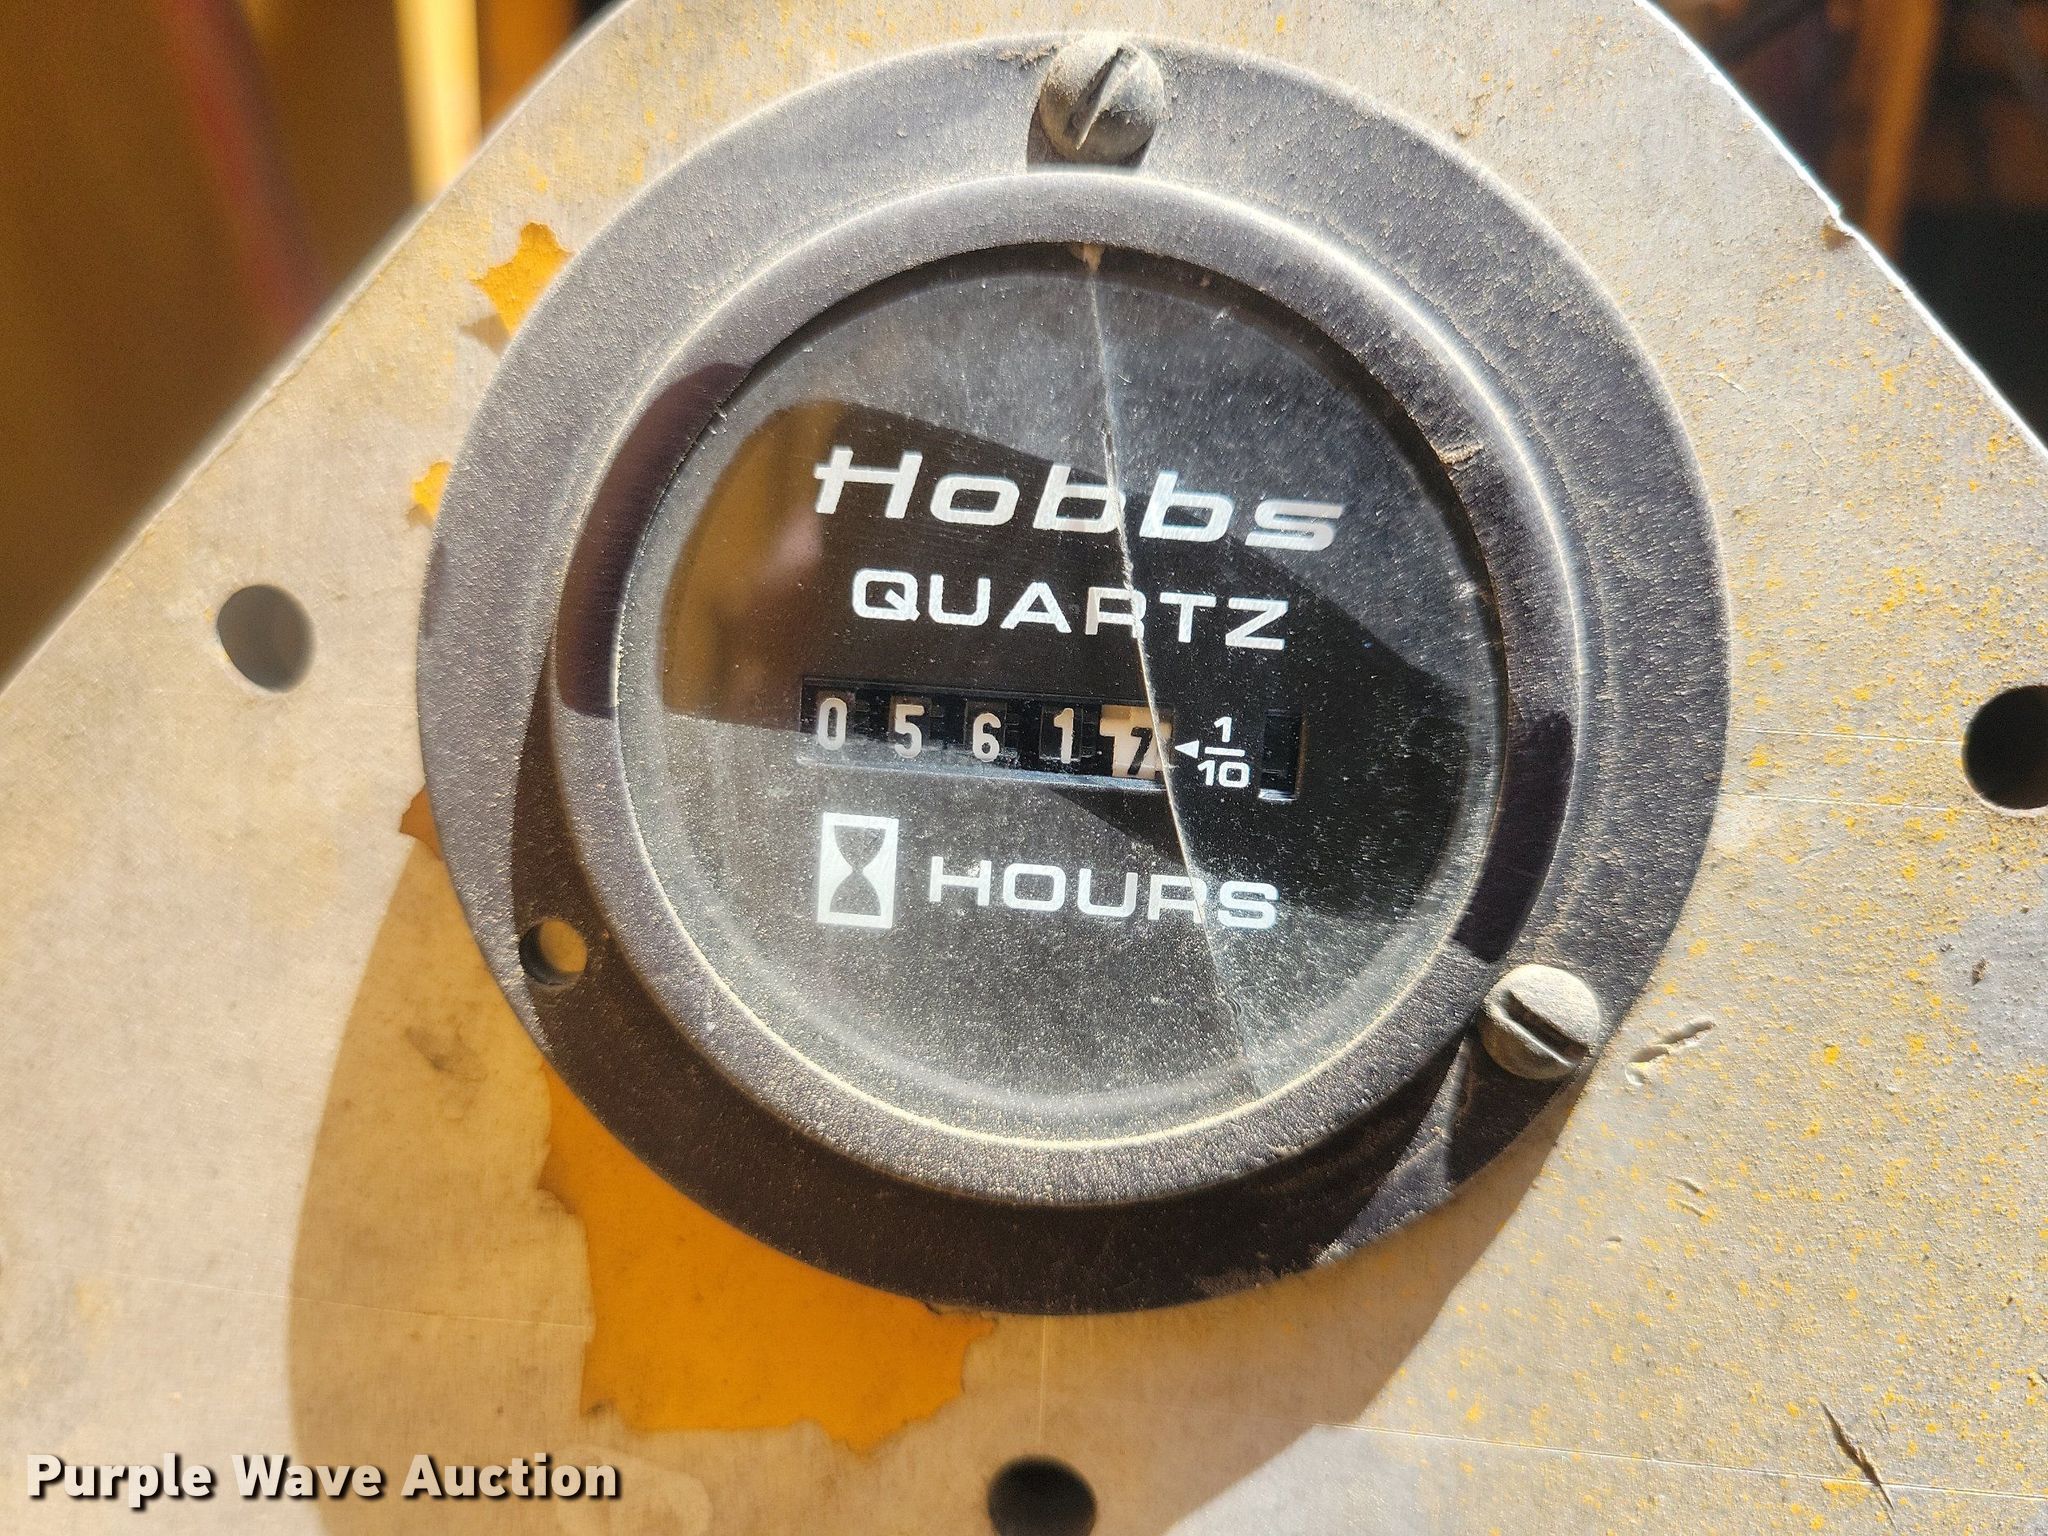 Hobbs
QUARTZ
0 5 6 1 7 ◄ 1/10
HOURS
Purple Wave Auction